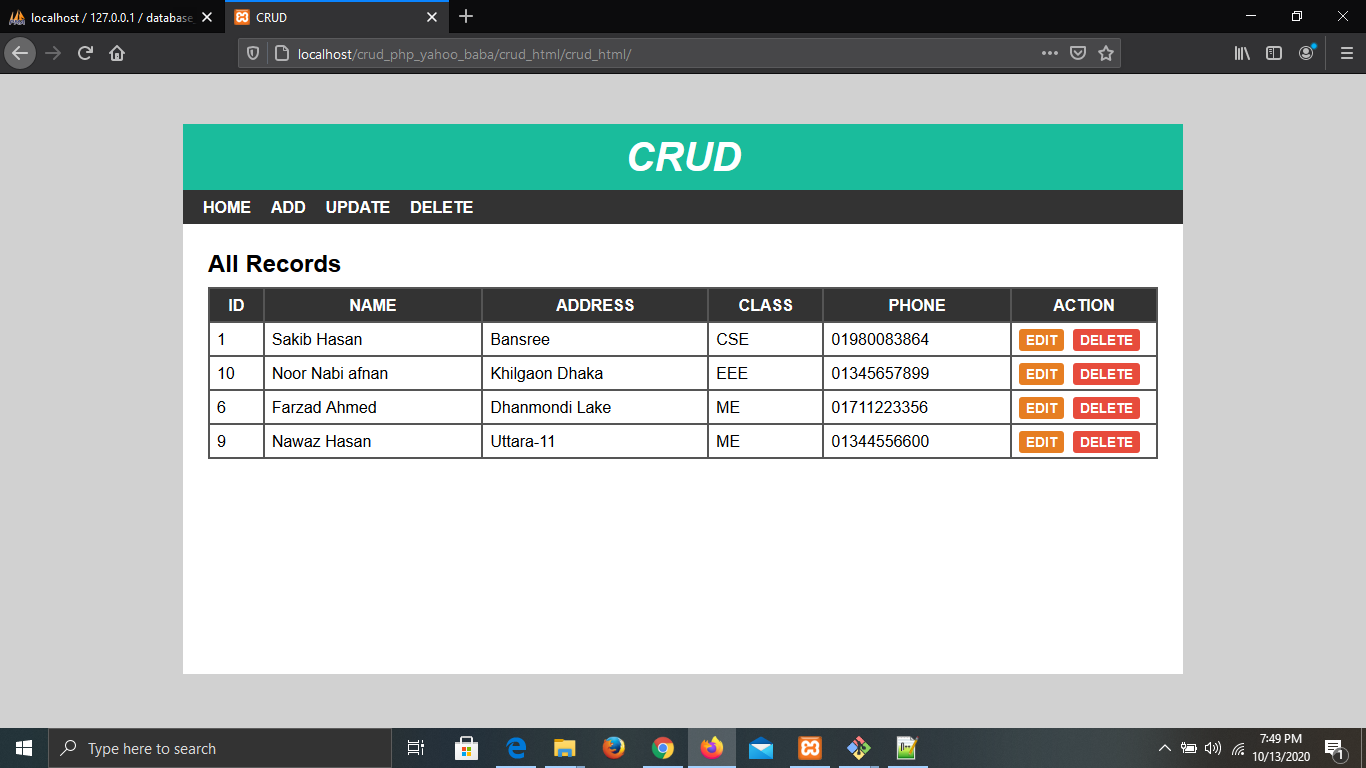 localhost / 127.0.0.1 / database
CRUD
localhost/crud_php_yahoo_baba/crud_html/crud_html/
CRUD
HOME ADD UPDATE DELETE
All Records
ID NAME ADDRESS CLASS PHONE ACTION
1 Sakib Hasan Bansree CSE 01980083864 EDIT DELETE
10 Noor Nabi afnan Khilgaon Dhaka EEE 01345657899 EDIT DELETE
6 Farzad Ahmed Dhanmondi Lake ME 01711223356 EDIT DELETE
9 Nawaz Hasan Uttara-11 ME 01344556600 EDIT DELETE
Type here to search
7:49 PM
10/13/2020
1